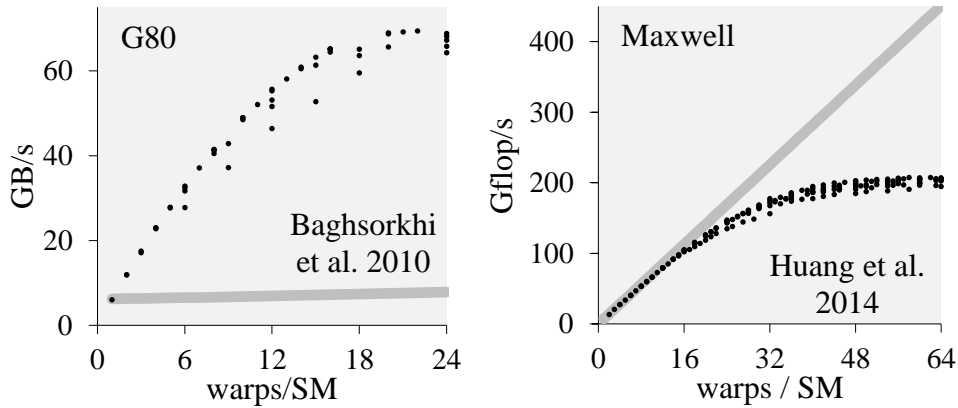 G80
GB/s
60
40
20
0
Baghsorkhi
et al. 2010
0 6 12 18 24
warps/SM
Maxwell
Gflop/s
400
300
200
100
0
Huang et al.
2014
0 16 32 48 64
warps / SM